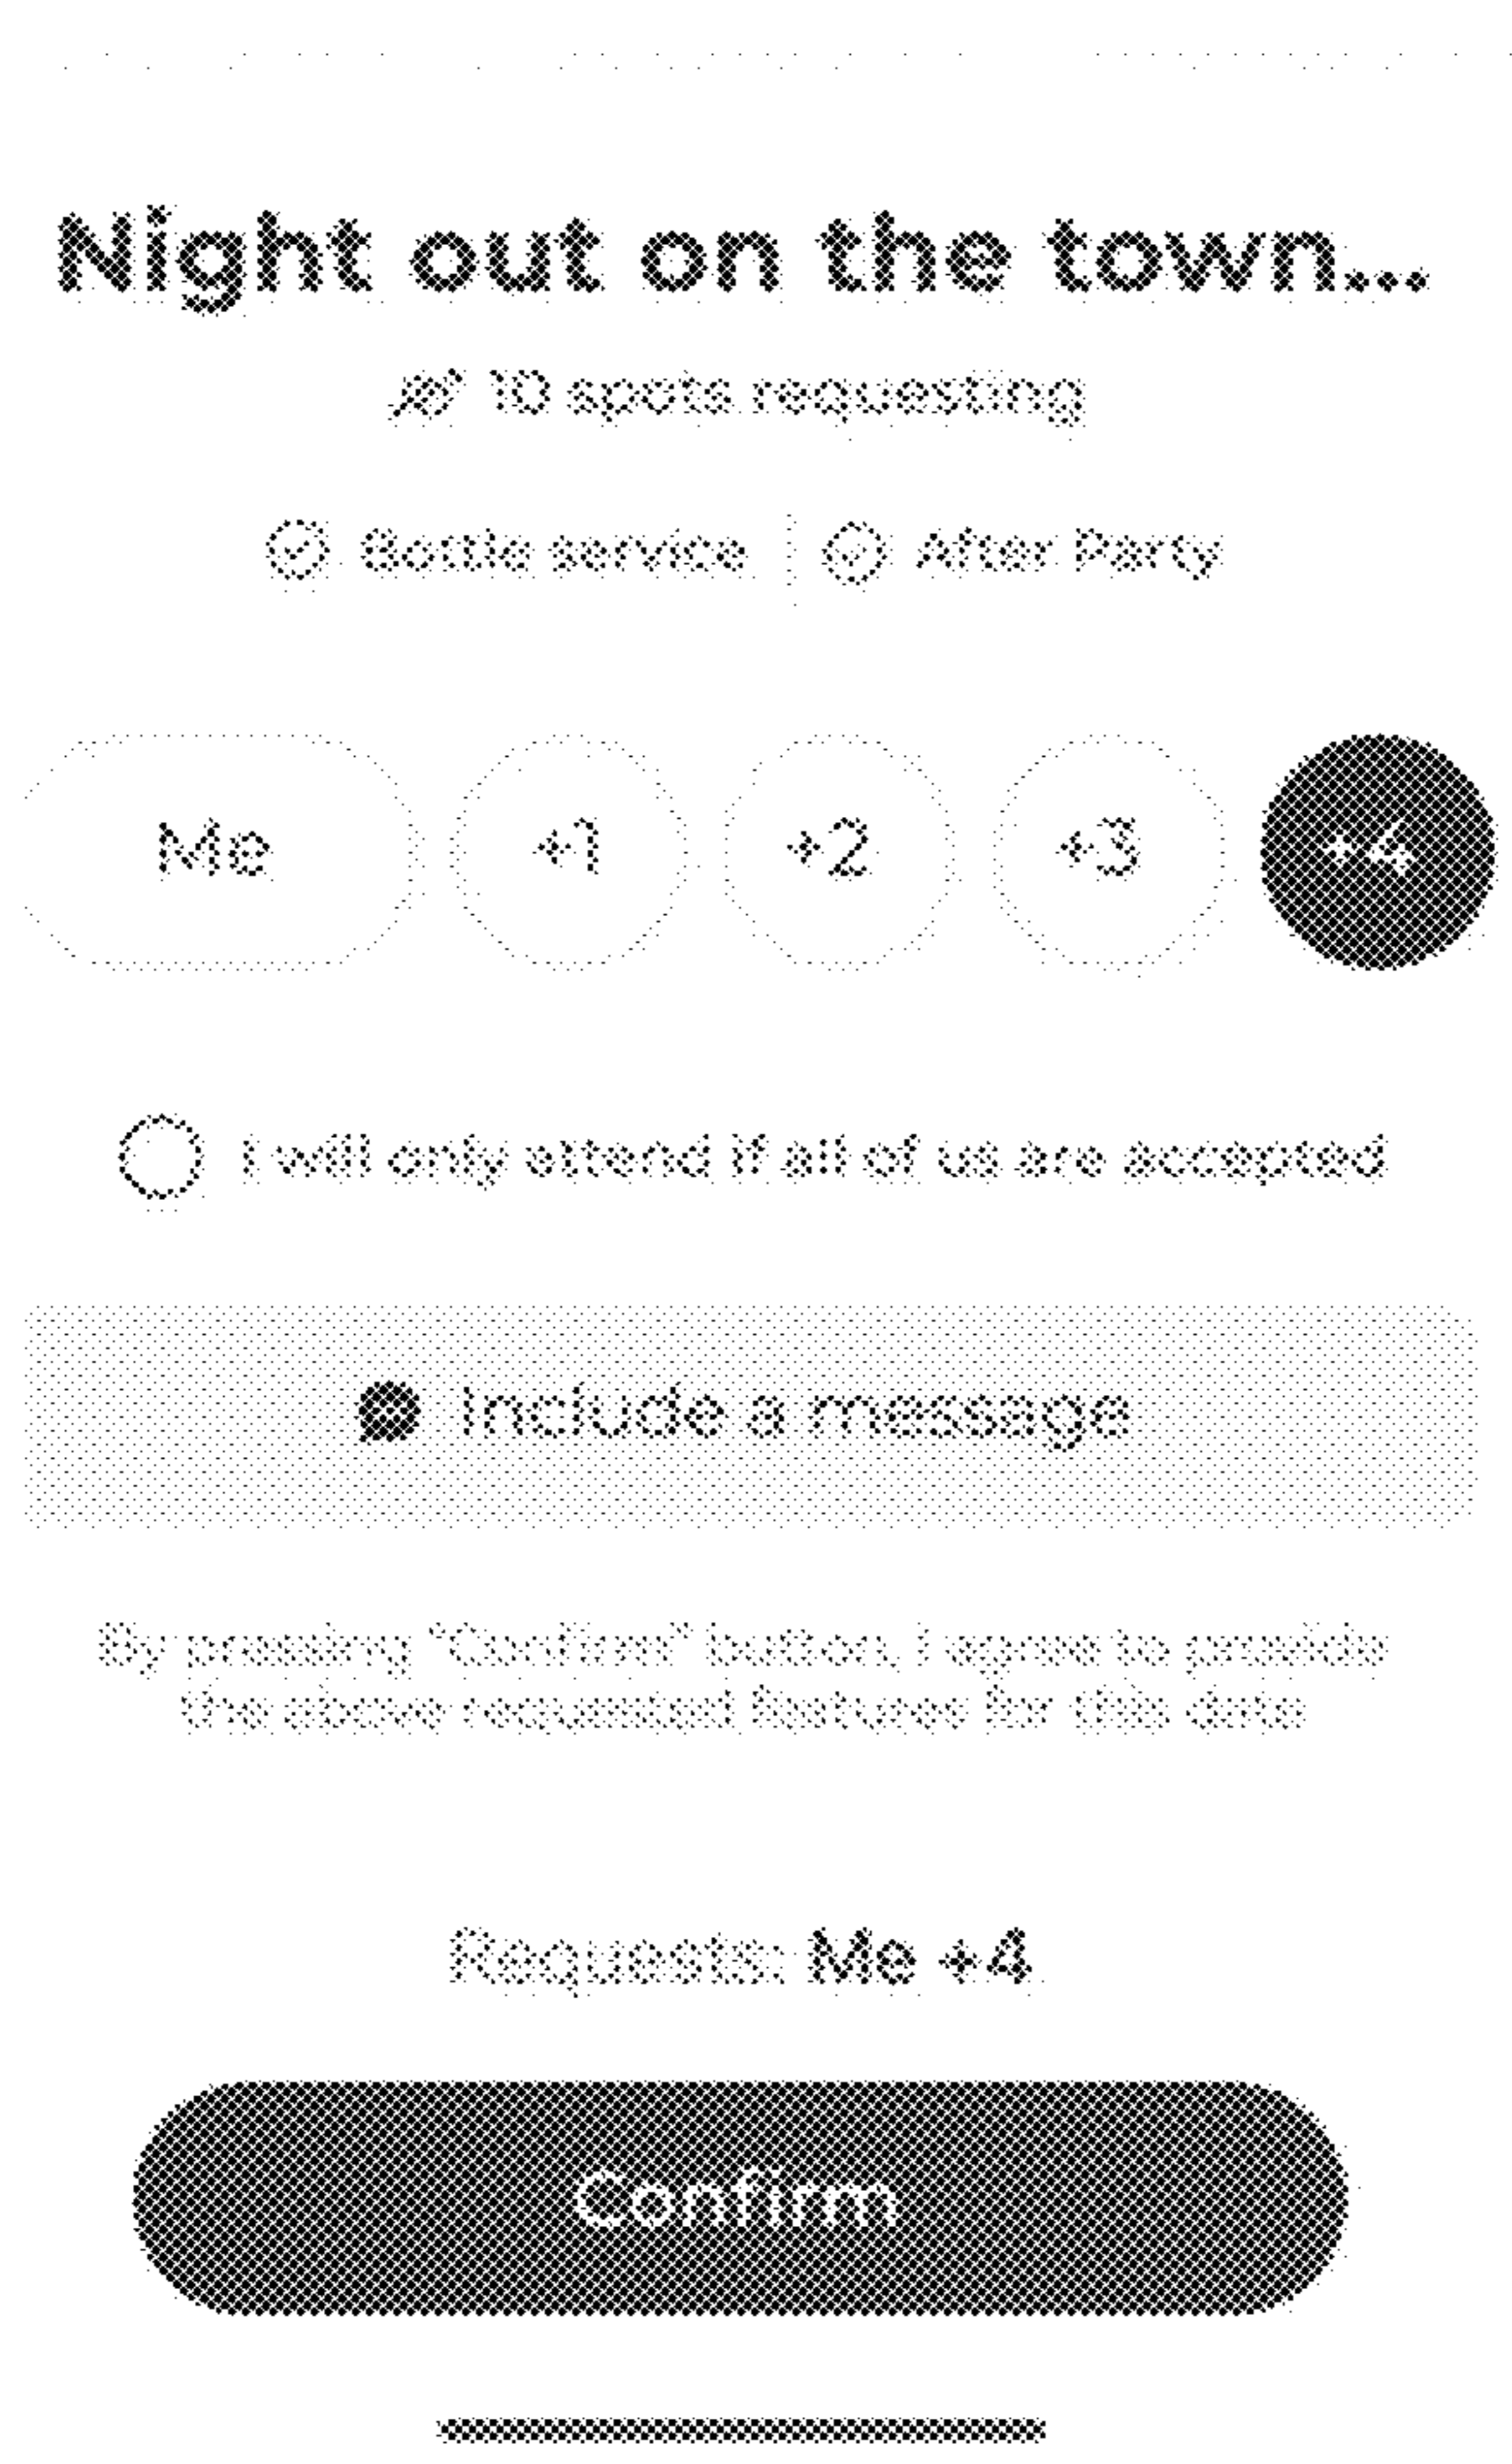 Night out on the town...
10 spots requesting
Bottle service
After Party
Me +1 +2 +3 +4
I will only attend if all of us are accepted
Include a message
By pressing "Confirm" button, I agree to provide
the above requested features for this date
Requests: Me +4
Confirm